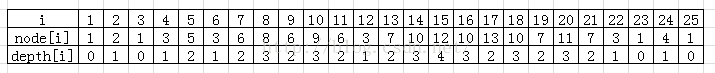 i 1 2 3 4 5 6 7 8 9 10 11 12 13 14 15 16 17 18 19 20 21 22 23 24 25
node[i] 1 2 1 3 5 3 6 8 6 9 6 3 7 10 12 10 13 10 7 11 7 3 1 4 1
depth[i] 0 1 0 1 2 1 2 3 2 3 2 1 2 3 4 3 2 3 2 3 2 1 0 1 0